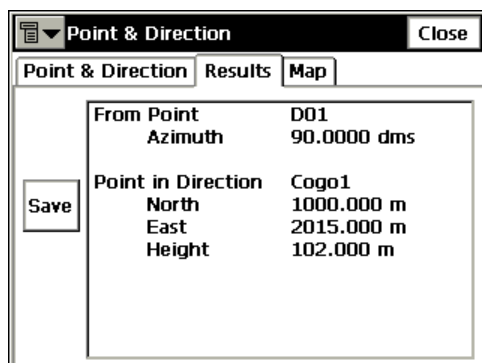 Point & Direction Close
Point & Direction Results Map
From Point D01
Azimuth 90.0000 dms
Point in Direction Cogo1
Save
North 1000.000 m
East 2015.000 m
Height 102.000 m